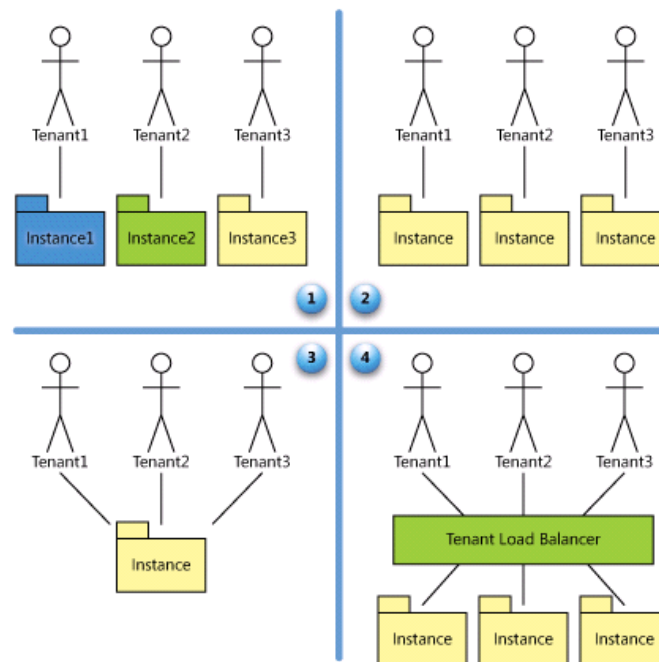 Tenant1 Tenant2 Tenant3
Instance1 Instance2 Instance3
1
Tenant1 Tenant2 Tenant3
Instance Instance Instance
2
3
Tenant1 Tenant2 Tenant3
Instance
4
Tenant1 Tenant2 Tenant3
Tenant Load Balancer
Instance Instance Instance